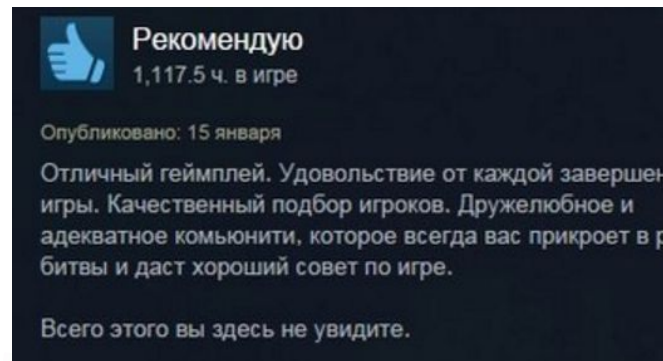 Рекомендую
1,117.5 ч. в игре
Опубликовано: 15 января
Отличный геймплей. Удовольствие от каждой
игры. Качественный подбор игроков. Дружелюбное и
адекватное комьюнити, которое всегда вас прикроет в
битвы и даст хороший совет по игре.
Всего этого вы здесь не увидите.